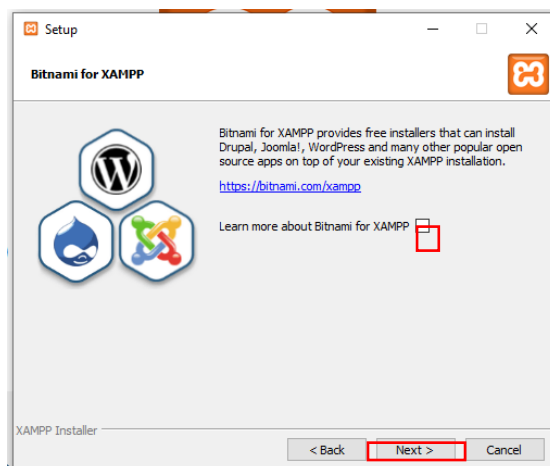 Setup
Bitnami for XAMPP
Bitnami for XAMPP provides free installers that can install
Drupal, Joomla!, WordPress and many other popular open
source apps on top of your existing XAMPP installation.
https://bitnami.com/xampp
Learn more about Bitnami for XAMPP
XAMPP Installer
< Back Next > Cancel